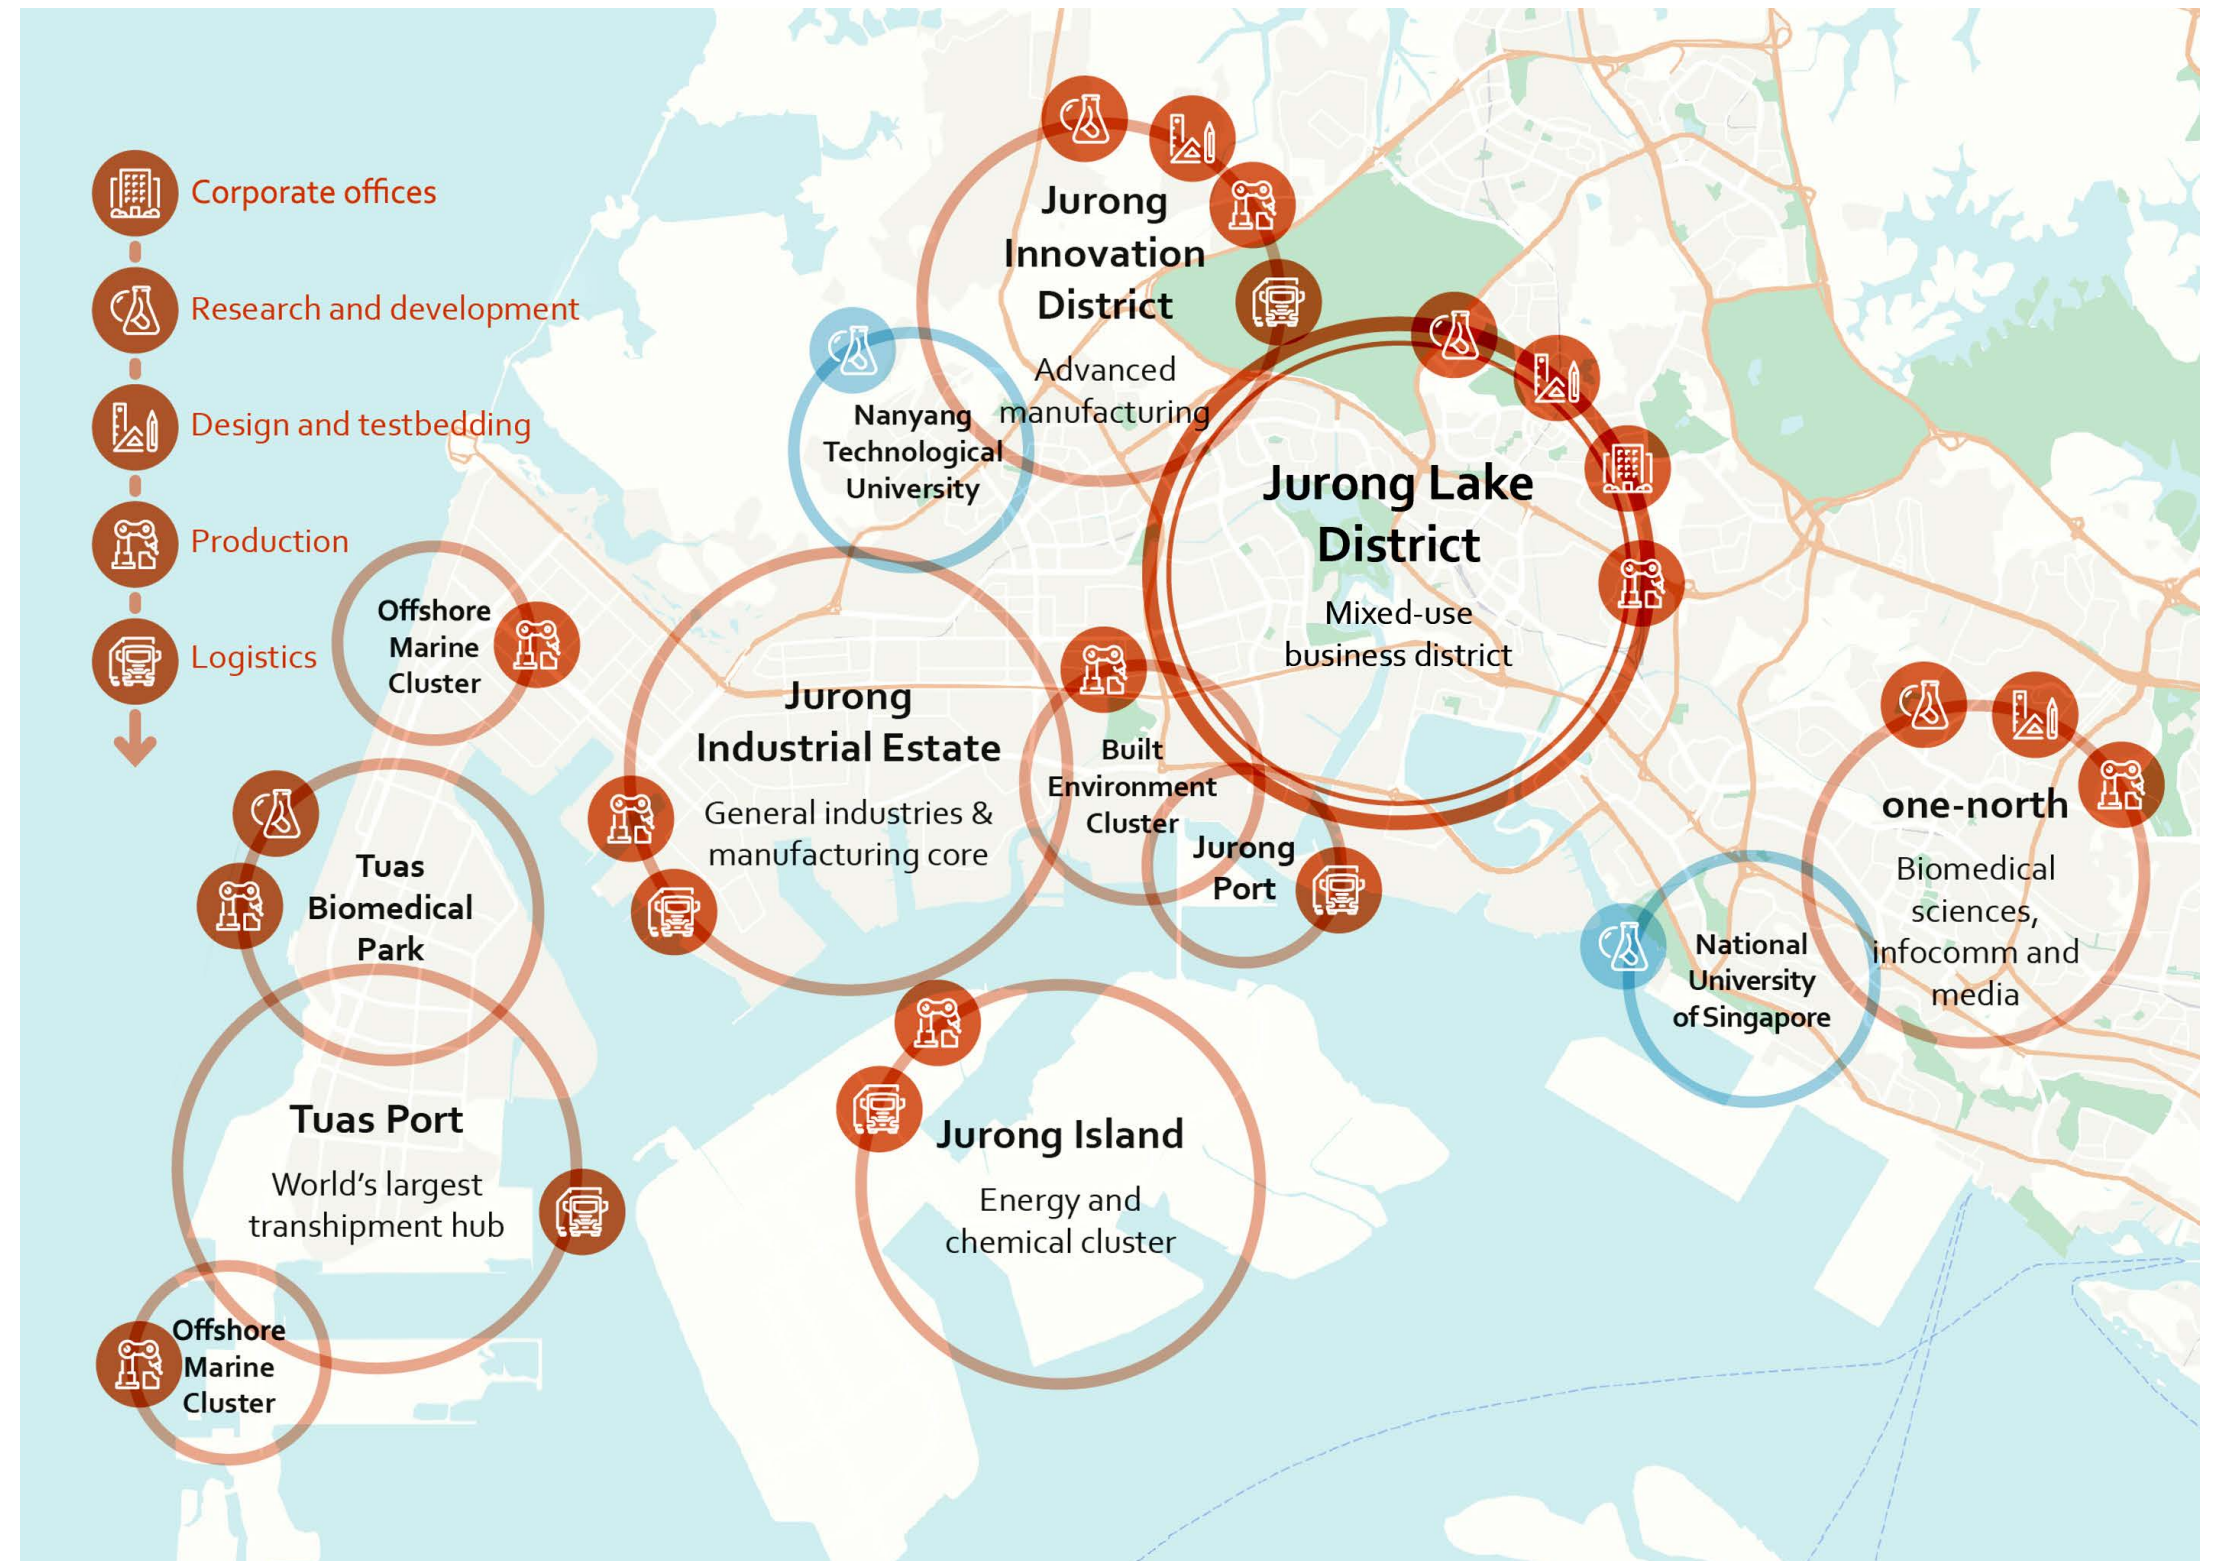 Corporate offices
Research and development
Design and testbedding
Production
Logistics
Jurong
Innovation
District
Advanced
manufacturing
Nanyang
Technological
University
Jurong Lake
District
Mixed-use
business district
Offshore
Marine
Cluster
Jurong
Industrial Estate
General industries &
manufacturing core
Built
Environment
Cluster
Jurong
Port
one-north
Biomedical
sciences,
infocomm and
media
National
University
of Singapore
Tuas
Biomedical
Park
Tuas Port
World's largest
transhipment hub
Jurong Island
Energy and
chemical cluster
Offshore
Marine
Cluster